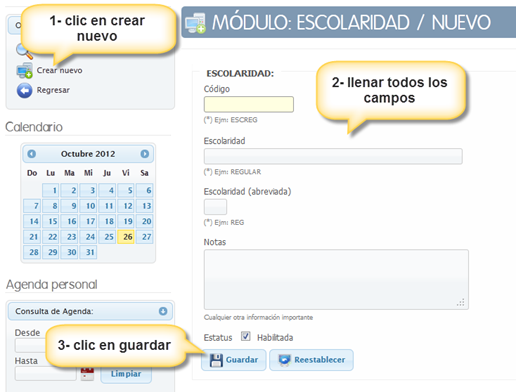 1- clic en crear
nuevo
Crear nuevo
Regresar
Calendario
Octubre 2012
Do Lu Ma Mi Ju Vi Sa
1 2 3 4 5 6
7 8 9 10 11 12 13
14 15 16 17 18 19 20
21 22 23 24 25 26 27
28 29 30 31
Agenda personal
Consulta de Agenda:
Desde
Hasta
Limpiar
MÓDULO: ESCOLARIDAD / NUEVO
ESCOLARIDAD:
2- llenar todos los
campos
Código
(*) Ejm: ESCREG
Escolaridad
(*) Ejm: REGULAR
Escolaridad (abreviada)
(*) Ejm: REG
Notas
Cualquier otra información importante
Estatus Habilitada
3- clic en guardar
Guardar Reestablecer